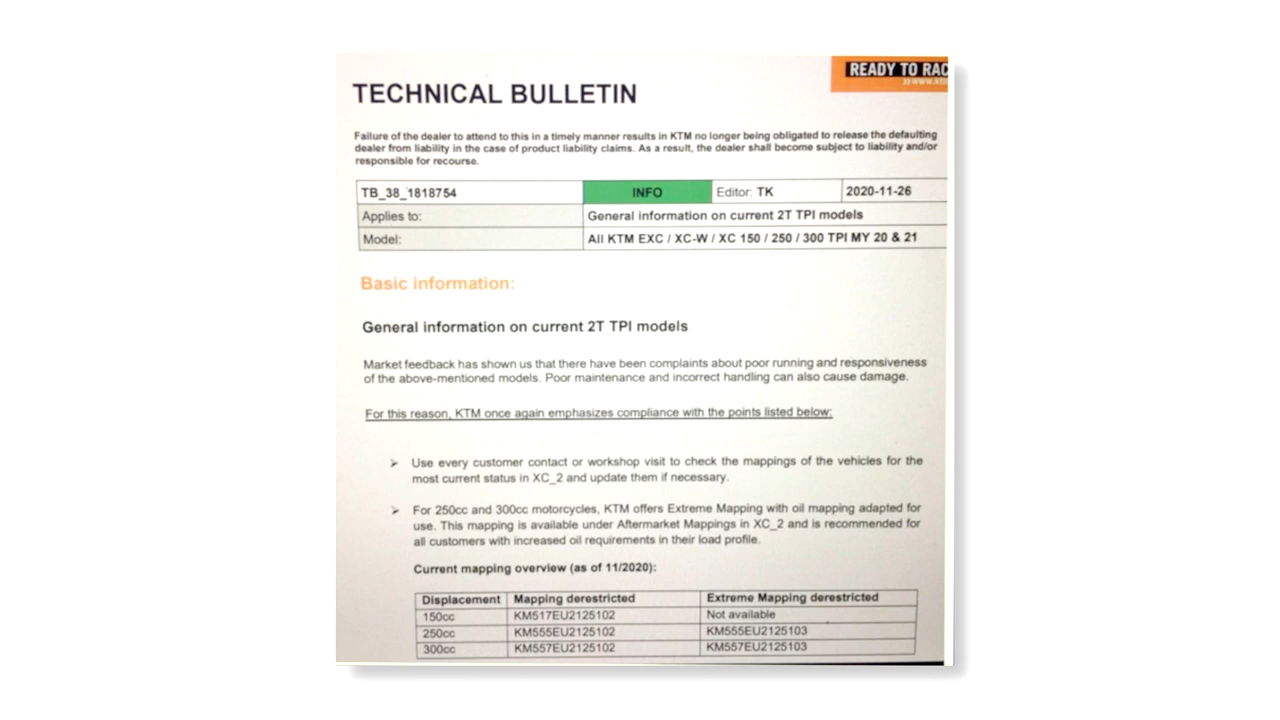 READY TO RAC
TECHNICAL BULLETIN
Failure of the dealer to attend to this in a timely manner results in KTM no longer being obligated to release the defaulting
dealer from liability in the case of product liability claims. As a result, the dealer shall become subject to liability and/or
responsible for recourse.
TB_38_1818754 INFO Editor: TK 2020-11-26
Applies to: General information on current 2T TPI models
Model: All KTM EXC / XC-W / XC 150 / 250 / 300 TPI MY 20 & 21
Basic information:
General information on current 2T TPI models
Market feedback has shown us that there have been complaints about poor running and responsiveness
of the above-mentioned models. Poor maintenance and incorrect handling can also cause damage.
For this reason, KTM once again emphasizes compliance with the points listed below:
➢ Use every customer contact or workshop visit to check the mappings of the vehicles for the
most current status in XC_2 and update them if necessary.
➢ For 250cc and 300cc motorcycles, KTM offers Extreme Mapping with oil mapping adapted for
use. This mapping is available under Aftermarket Mappings in XC_2 and is recommended for
all customers with increased oil requirements in their load profile.
Current mapping overview (as of 11/2020):
Displacement Mapping derestricted Extreme Mapping derestricted
150cc KM517EU2125102 Not available
250cc KM555EU2125102 KM555EU2125103
300cc KM557EU2125102 KM557EU2125103